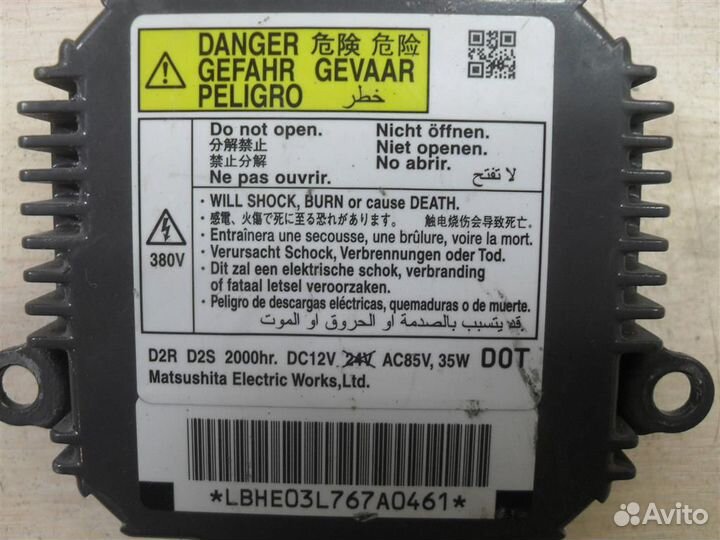 DANGER 危険 危险
GEFAHR GEVAAR
PELIGRO خطر
Do not open.
分解禁止
禁止分解
Ne pas ouvrir.
Nicht öffnen.
Niet openen.
No abrir.
لا تفتح
380V
· WILL SHOCK, BURN or cause DEATH.
· 感電、火傷で死に至る恐れがあります。 触电烧伤会导致死亡.
· Entraînera une secousse, une brûlure, voire la mort.
· Verursacht Schock, Verbrennungen oder Tod.
· Dit zal een elektrische schok, verbranding
of fataal letsel veroorzaken.
· Peligro de descargas eléctricas, quemaduras o de muerte.
قد يتسبب بالصدمة أو الحروق أو الموت
D2R D2S 2000hr. DC12V 24V AC85V, 35W DOT
Matsushita Electric Works,Ltd.
*LBHE03L767A0461*
Avito